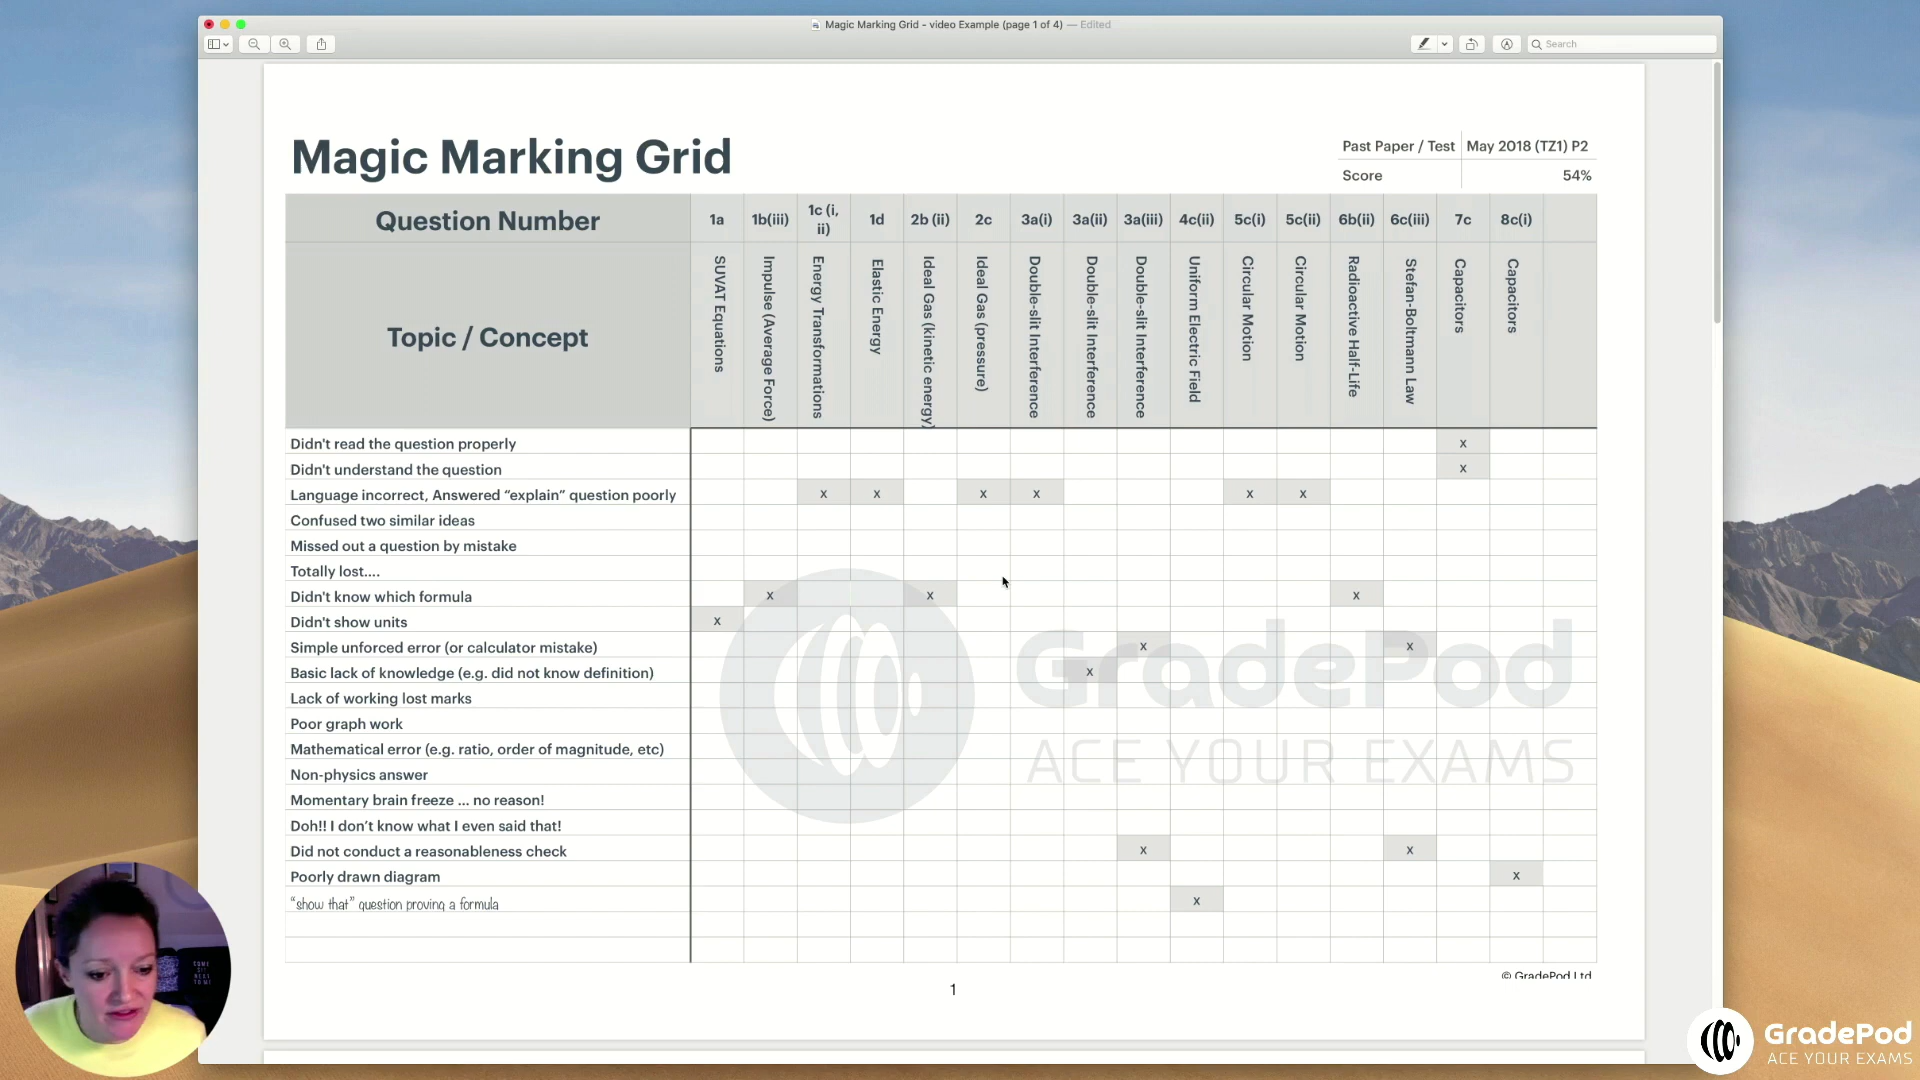 Magic Marking Grid - video Example (page 1 of 4) — Edited
Search
Magic Marking Grid
Past Paper / Test May 2018 (TZ1) P2
Score 54%
Question Number 1a 1b(iii) 1c (i, ii) 1d 2b (ii) 2c 3a(i) 3a(ii) 3a(iii) 4c(ii) 5c(i) 5c(ii) 6b(ii) 6c(iii) 7c 8c(i)
Topic / Concept
SUVAT Equations
Impulse (Average Force)
Energy Transformations
Elastic Energy
Ideal Gas (kinetic energy)
Ideal Gas (pressure)
Double-slit Interference
Double-slit Interference
Double-slit Interference
Uniform Electric Field
Circular Motion
Circular Motion
Radioactive Half-Life
Stefan-Boltmann Law
Capacitors
Capacitors
Didn't read the question properly x
Didn't understand the question x
Language incorrect, Answered “explain” question poorly x x x x x x
Confused two similar ideas
Missed out a question by mistake
Totally lost....
Didn't know which formula x x x
Didn't show units x
Simple unforced error (or calculator mistake) x x
Basic lack of knowledge (e.g. did not know definition) x
Lack of working lost marks
Poor graph work
Mathematical error (e.g. ratio, order of magnitude, etc)
Non-physics answer
Momentary brain freeze ... no reason!
Doh!! I don’t know what I even said that!
Did not conduct a reasonableness check x x
Poorly drawn diagram x
“show that” question proving a formula x
GradePod
ACE YOUR EXAMS
© GradePod Ltd
1
COME
SIT
NEXT
TO ME
GradePod
ACE YOUR EXAMS